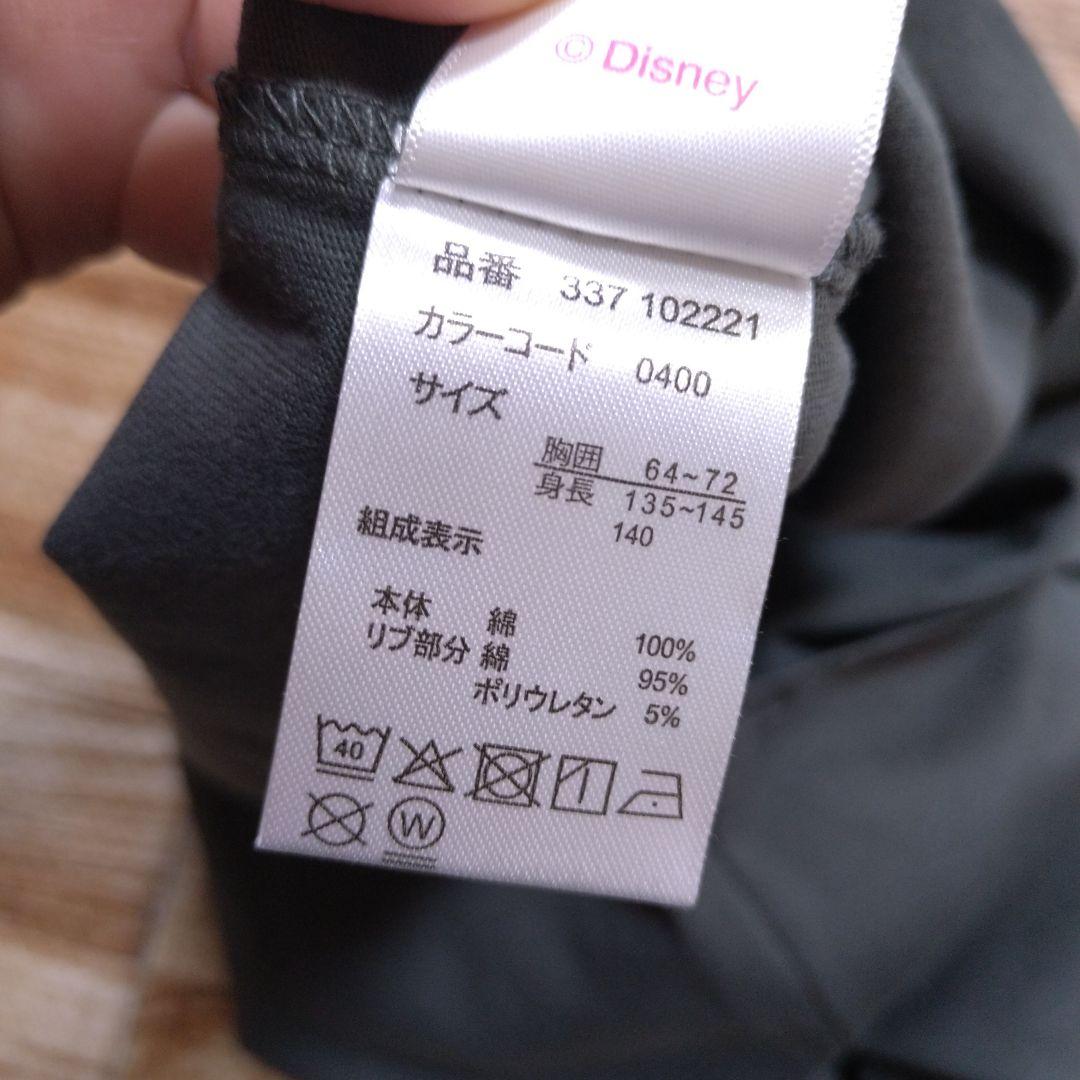 © Disney
品番 337 102221
カラーコード 0400
サイズ
胸囲 64~72
身長 135~145
140
組成表示
本体 綿 100%
リブ部分 綿 95%
ポリウレタン 5%
40
W